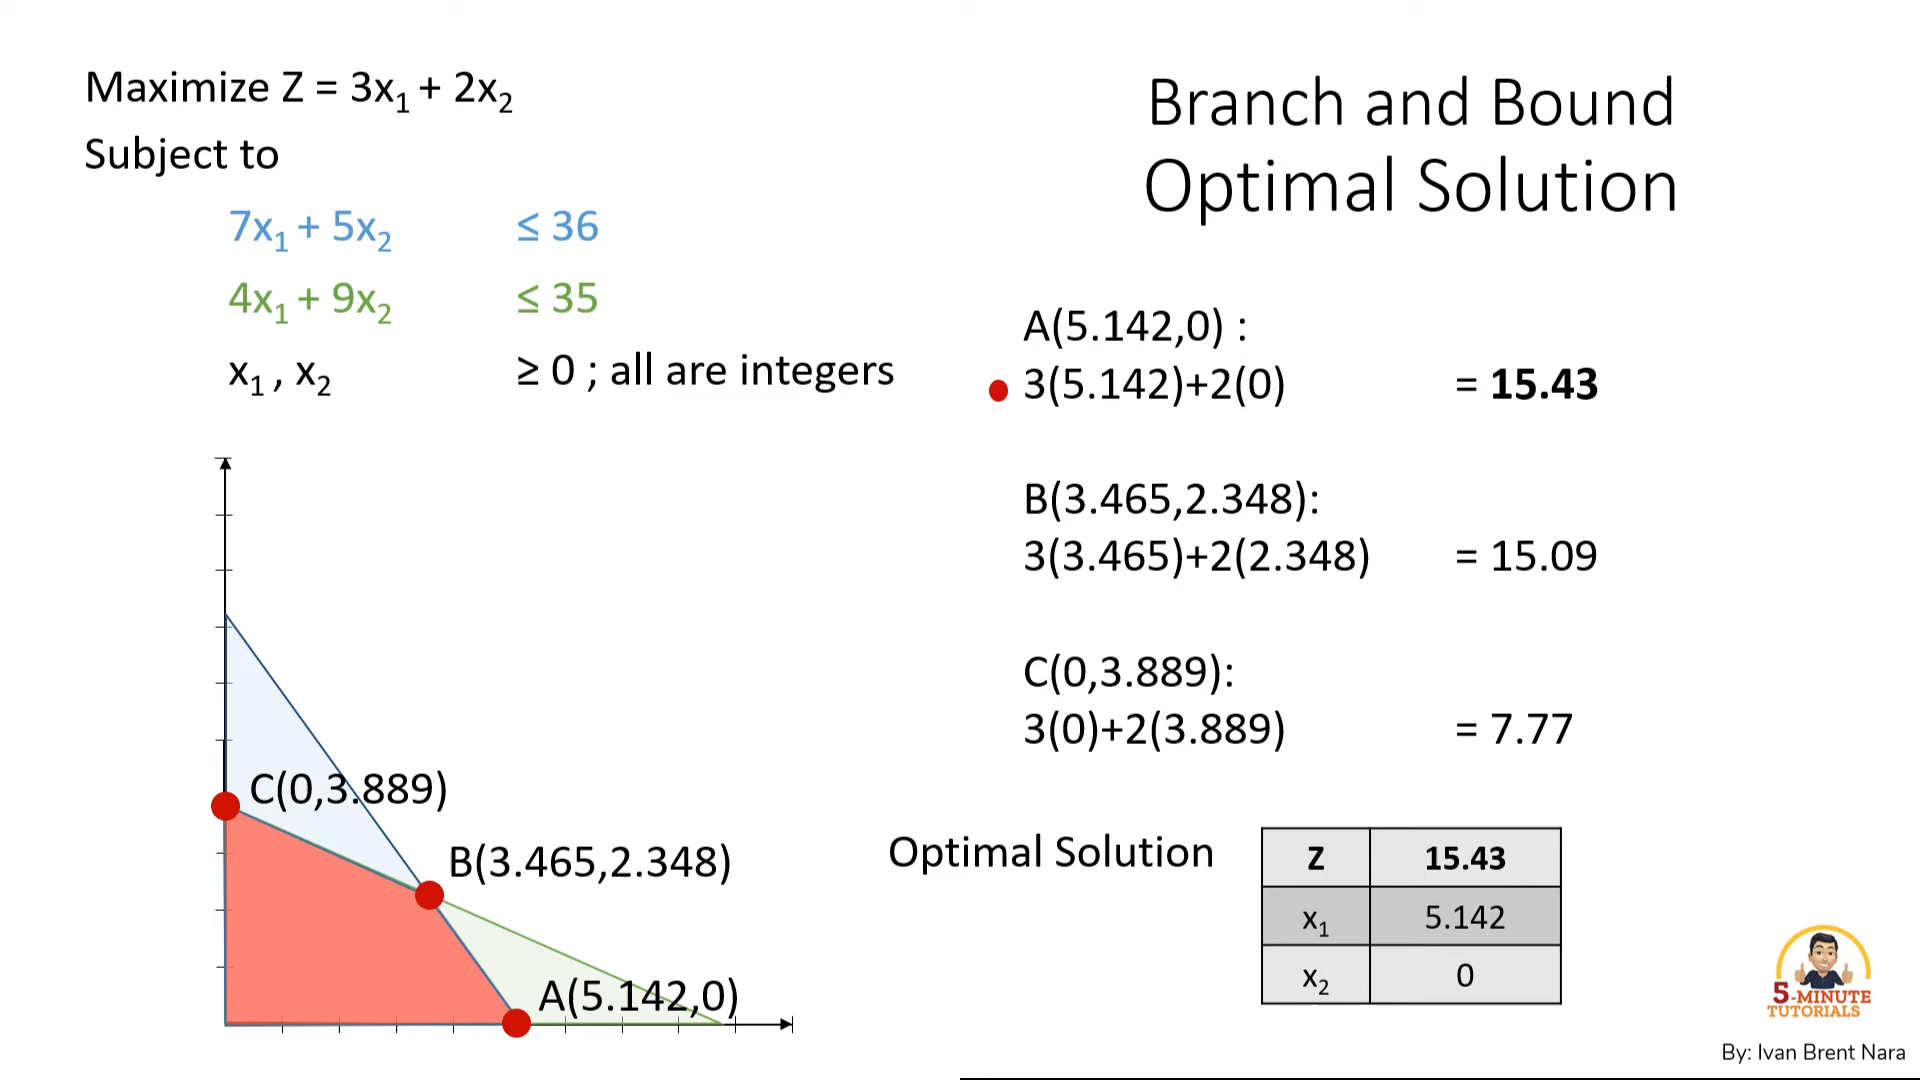 Maximize Z = 3x₁ + 2x₂
Subject to
7x₁ + 5x₂ ≤ 36
4x₁ + 9x₂ ≤ 35
x₁ , x₂ ≥ 0 ; all are integers
C(0,3.889)
B(3.465,2.348)
A(5.142,0)
Branch and Bound
Optimal Solution
A(5.142,0) :
3(5.142)+2(0) = 15.43
B(3.465,2.348):
3(3.465)+2(2.348) = 15.09
C(0,3.889):
3(0)+2(3.889) = 7.77
Optimal Solution
Z 15.43
x₁ 5.142
x₂ 0
5-MINUTE
TUTORIALS
By: Ivan Brent Nara